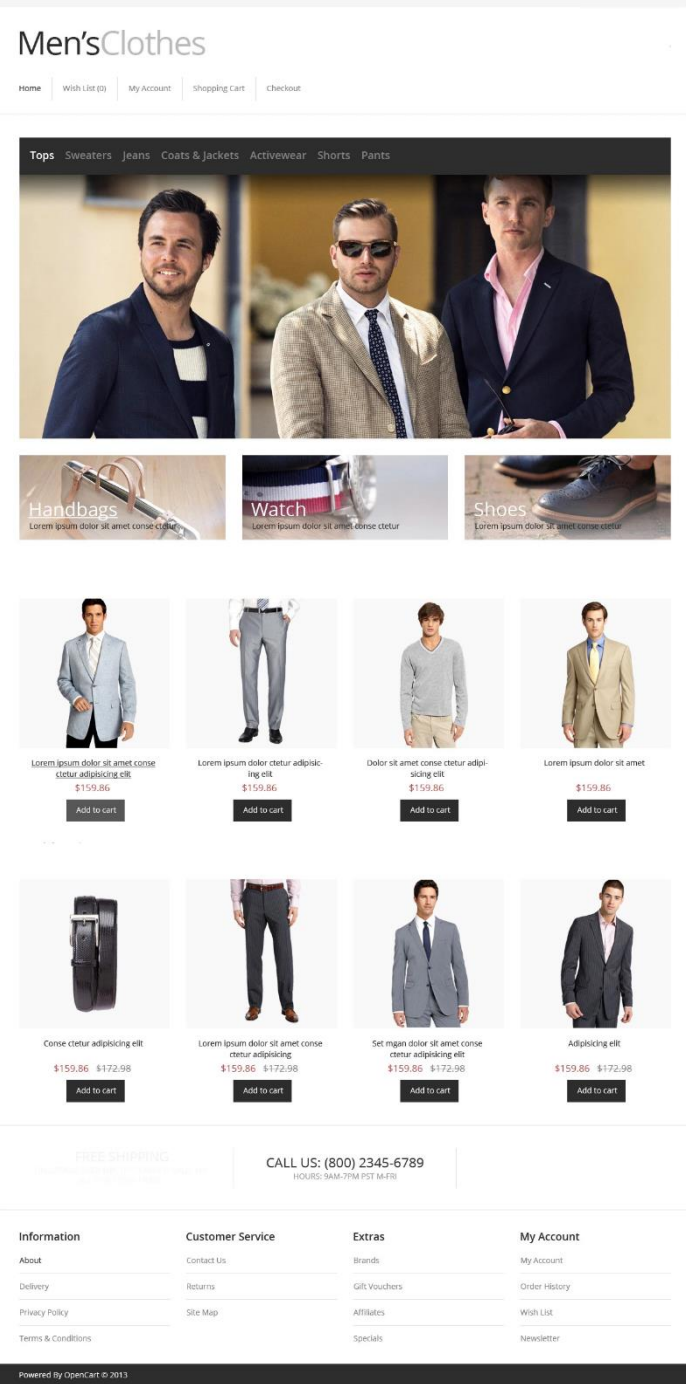 Men'sClothes
Home Wish List (0) My Account Shopping Cart Checkout
Tops Sweaters Jeans Coats & Jackets Activewear Shorts Pants
Handbags
Lorem ipsum dolor sit amet conse ctetur
Watch
Lorem ipsum dolor sit amet conse ctetur
Shoes
Lorem ipsum dolor sit amet conse ctetur
Lorem ipsum dolor sit amet conse
ctetur adipisicing elit
$159.86
Add to cart
Lorem ipsum dolor ctetur adipisic-
ing elit
$159.86
Add to cart
Dolor sit amet conse ctetur adipi-
sicing elit
$159.86
Add to cart
Lorem ipsum dolor sit amet
$159.86
Add to cart
Conse ctetur adipisicing elit
$159.86 $172.98
Add to cart
Lorem ipsum dolor sit amet conse
ctetur adipisicing
$159.86 $172.98
Add to cart
Set mgan dolor sit amet conse
ctetur adipisicing elit
$159.86 $172.98
Add to cart
Adipisicing elit
$159.86 $172.98
Add to cart
FREE SHIPPING
CALL US: (800) 2345-6789
HOURS: 9AM-7PM PST M-FRI
Information
About
Delivery
Privacy Policy
Terms & Conditions
Customer Service
Contact Us
Returns
Site Map
Extras
Brands
Gift Vouchers
Affiliates
Specials
My Account
My Account
Order History
Wish List
Newsletter
Powered By OpenCart © 2013